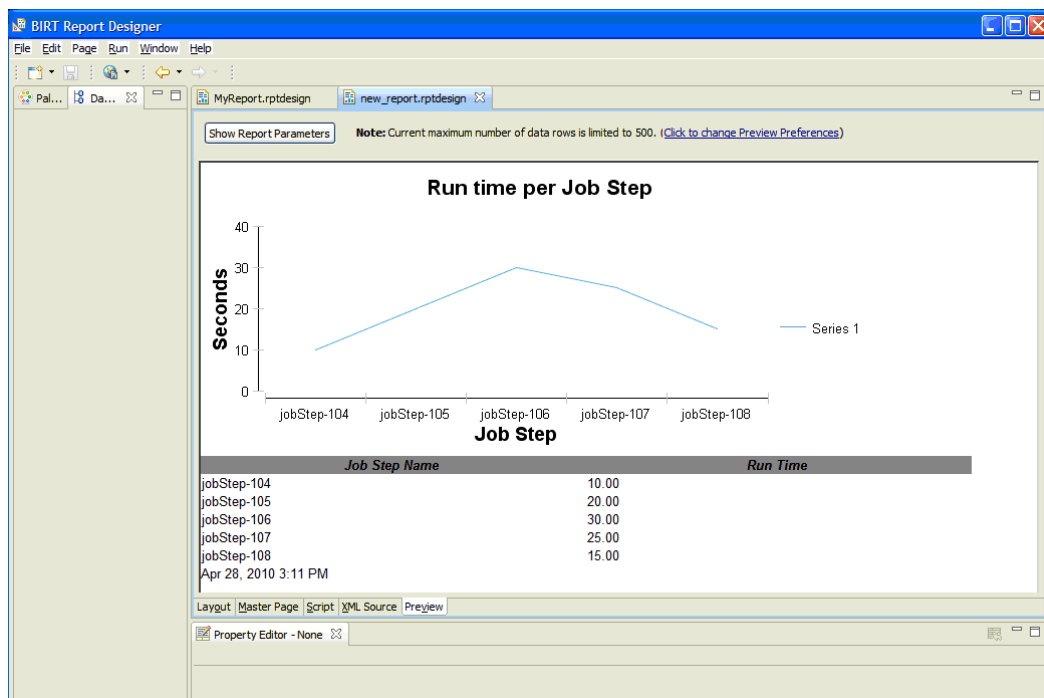 BIRT Report Designer
File Edit Page Run Window Help
Pal... Da...
MyReport.rptdesign new_report.rptdesign
Show Report Parameters Note: Current maximum number of data rows is limited to 500. (Click to change Preview Preferences)
Run time per Job Step
40
30
20
10
0
Seconds
Series 1
jobStep-104 jobStep-105 jobStep-106 jobStep-107 jobStep-108
Job Step
Job Step Name Run Time
jobStep-104 10.00
jobStep-105 20.00
jobStep-106 30.00
jobStep-107 25.00
jobStep-108 15.00
Apr 28, 2010 3:11 PM
Layout Master Page Script XML Source Preview
Property Editor - None